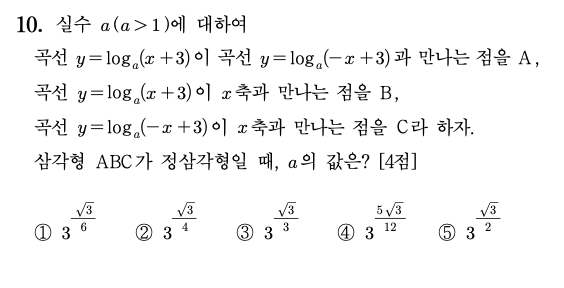 10. 실수 a(a>1)에 대하여
곡선 y=logₐ(x+3)이 곡선 y=logₐ(-x+3)과 만나는 점을 A,
곡선 y=logₐ(x+3)이 x축과 만나는 점을 B,
곡선 y=logₐ(-x+3)이 x축과 만나는 점을 C라 하자.
삼각형 ABC가 정삼각형일 때, a의 값은? [4점]
① 3^(√3/6) ② 3^(√3/4) ③ 3^(√3/3) ④ 3^(5√3/12) ⑤ 3^(√3/2)